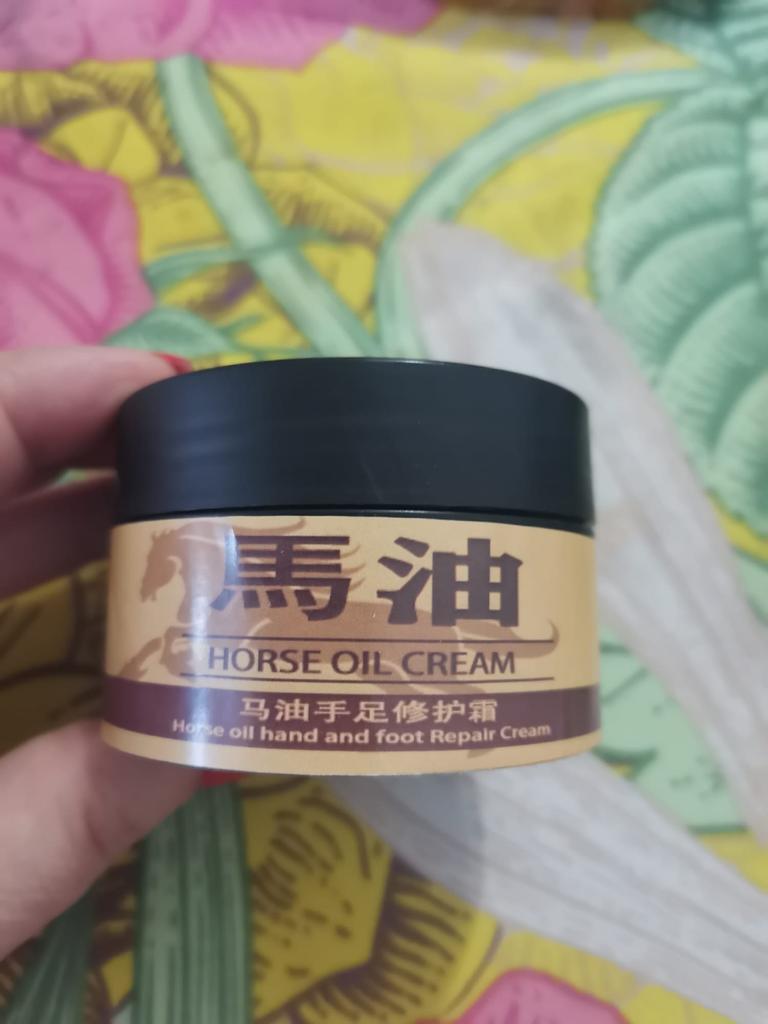 馬油
HORSE OIL CREAM
马油手足修护霜
Horse oil hand and foot Repair Cream